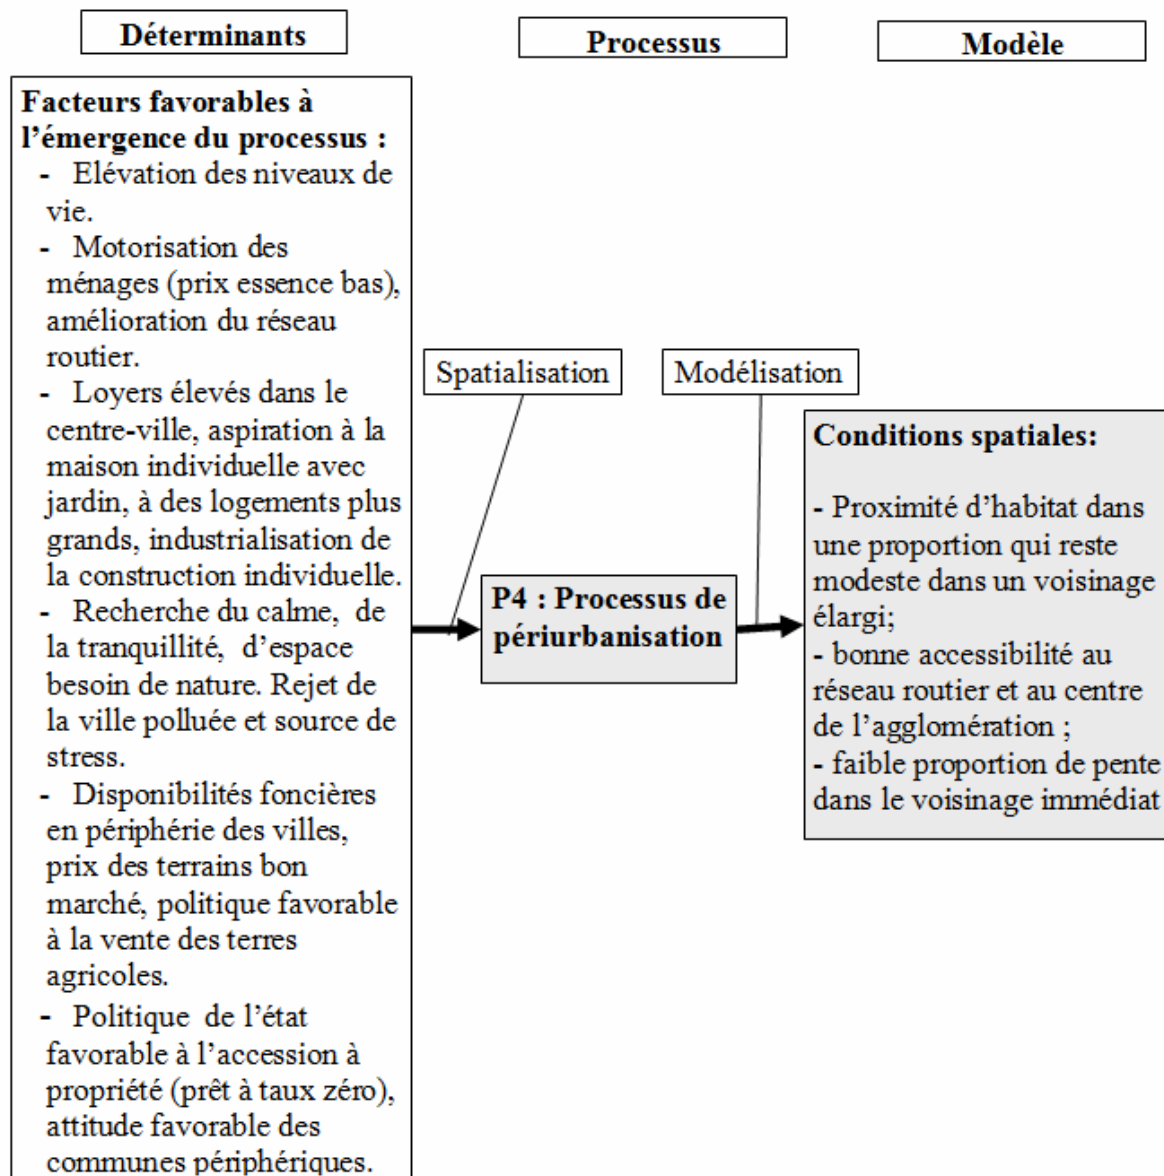 Déterminants
Processus
Modèle
Facteurs favorables à
l’émergence du processus :
- Elévation des niveaux de
vie.
- Motorisation des
ménages (prix essence bas),
amélioration du réseau
routier.
- Loyers élevés dans le
centre-ville, aspiration à la
maison individuelle avec
jardin, à des logements plus
grands, industrialisation de
la construction individuelle.
- Recherche du calme, de
la tranquillité, d’espace
besoin de nature. Rejet de
la ville polluée et source de
stress.
- Disponibilités foncières
en périphérie des villes,
prix des terrains bon
marché, politique favorable
à la vente des terres
agricoles.
- Politique de l’état
favorable à l’accession à
propriété (prêt à taux zéro),
attitude favorable des
communes périphériques.
Spatialisation
P4 : Processus de
périurbanisation
Modélisation
Conditions spatiales:
- Proximité d’habitat dans
une proportion qui reste
modeste dans un voisinage
élargi;
- bonne accessibilité au
réseau routier et au centre
de l’agglomération ;
- faible proportion de pente
dans le voisinage immédiat